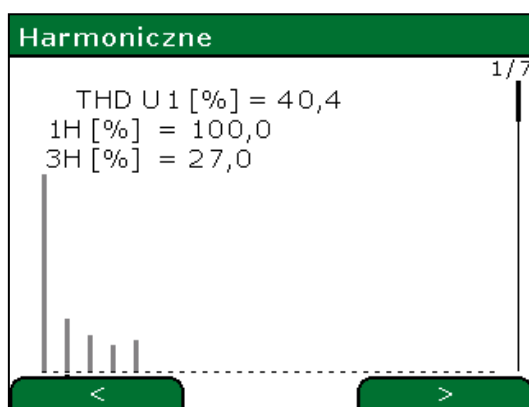 Harmoniczne
1/7
THD U1 [%] = 40,4
1H [%] = 100,0
3H [%] = 27,0
< >